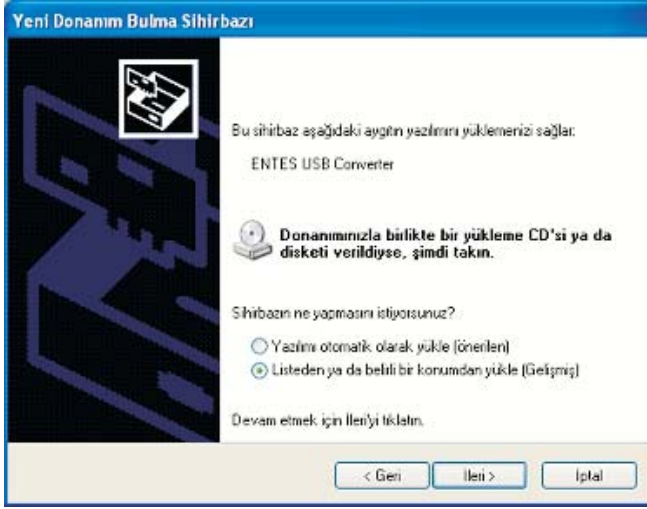 Yeni Donanım Bulma Sihirbazı
Bu sihirbaz aşağıdaki aygıtın yazılımını yüklemenizi sağlar:
ENTES USB Converter
Donanımınızla birlikte bir yükleme CD'si ya da
disketi verildiyse, şimdi takın.
Sihirbazın ne yapmasını istiyorsunuz?
Yazılımı otomatik olarak yükle (önerilen)
Listeden ya da belirli bir konumdan yükle (Gelişmiş)
Devam etmek için İleri'yi tıklatın.
< Geri
İleri >
İptal